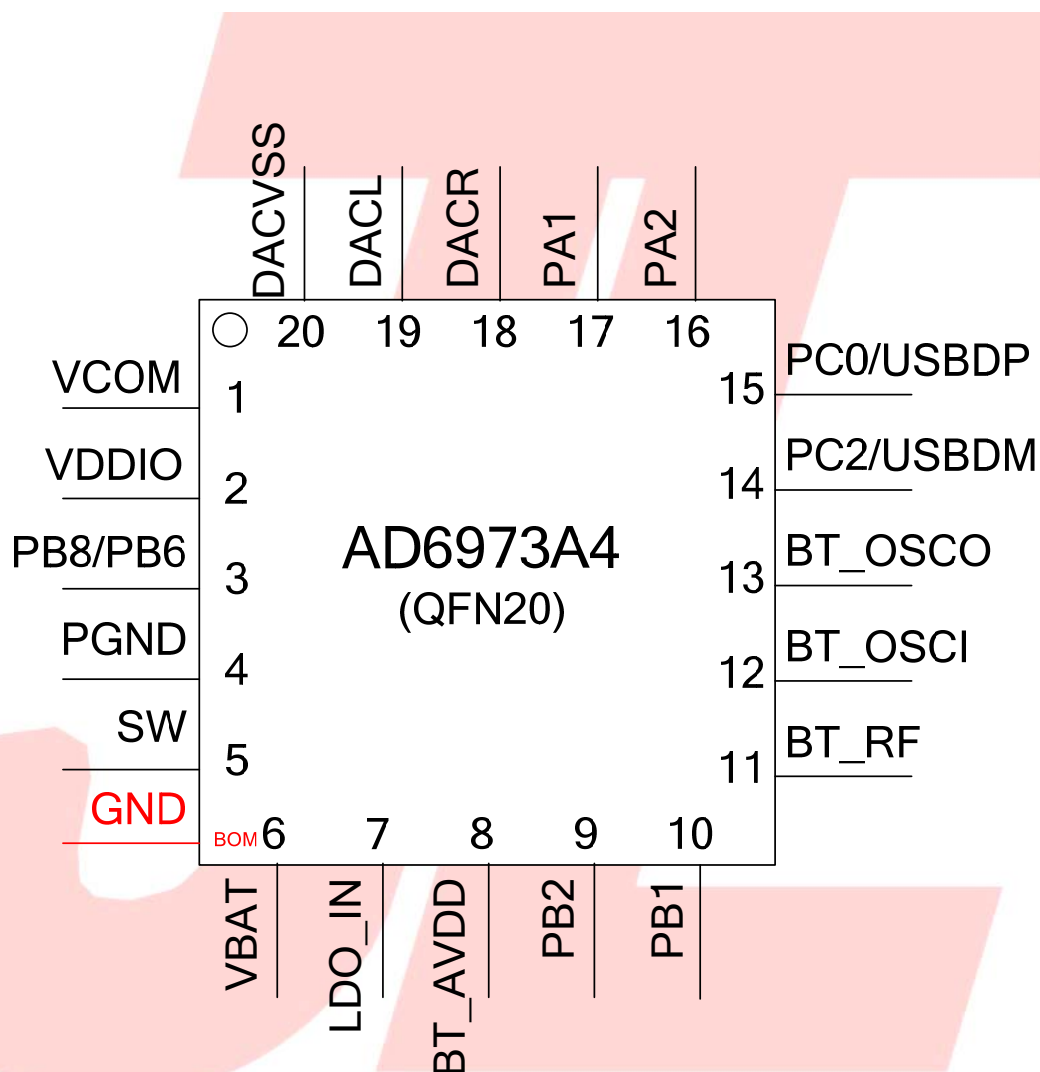 DACVSS
DACL
DACR
PA1
PA2
20
19
18
17
16
VCOM
1
15
PC0/USBDP
VDDIO
2
14
PC2/USBDM
AD6973A4
(QFN20)
PB8/PB6
3
13
BT_OSCO
PGND
4
12
BT_OSCI
SW
5
11
BT_RF
GND
BOM
6
7
8
9
10
VBAT
LDO_IN
BT_AVDD
PB2
PB1